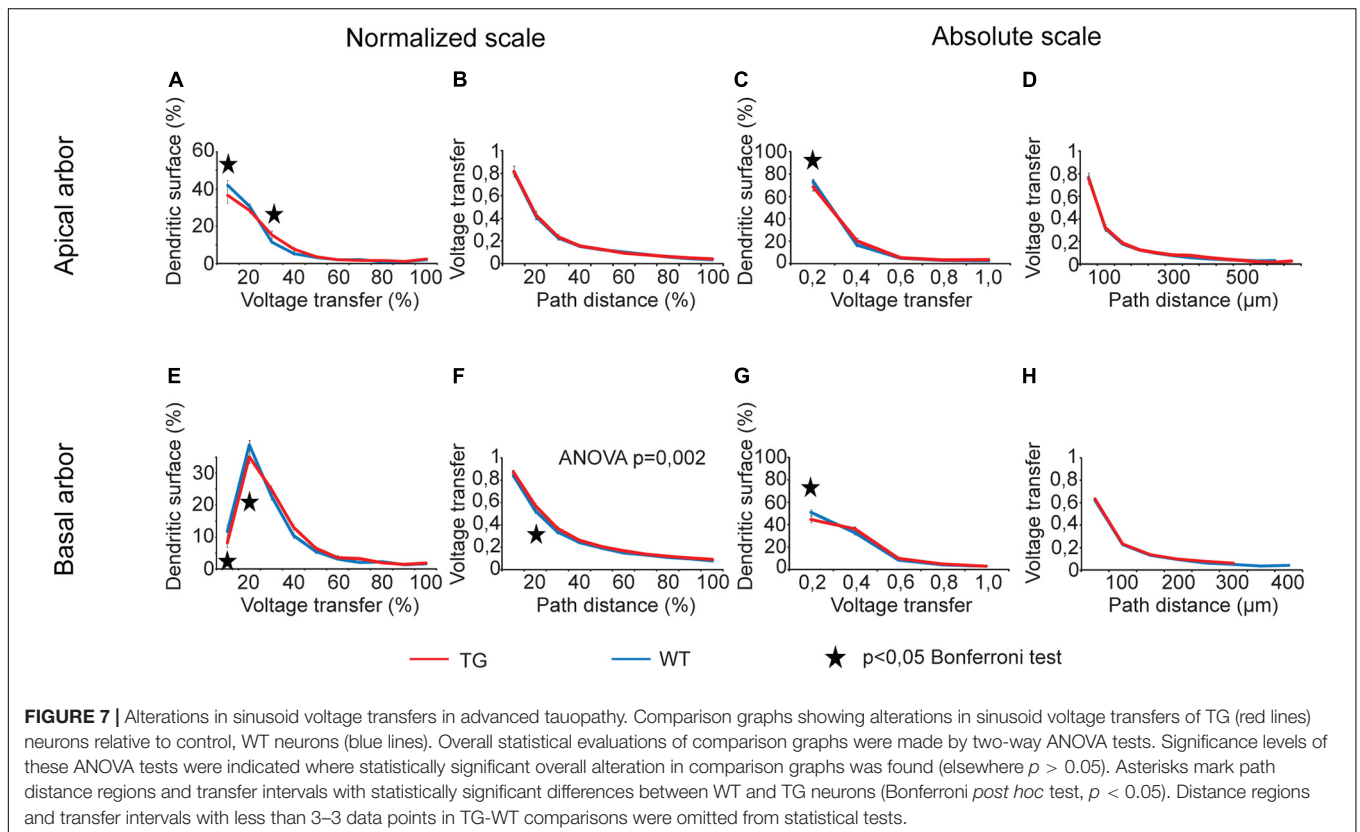 Normalized scale
Absolute scale
Apical arbor
A
Dendritic surface (%)
60
40
20
0
20 40 60 80 100
Voltage transfer (%)
B
Voltage transfer
1
0,8
0,6
0,4
0,2
0
20 40 60 80 100
Path distance (%)
C
Dendritic surface (%)
100
80
60
40
20
0
0,2 0,4 0,6 0,8 1,0
Voltage transfer
D
Voltage transfer
1
0,8
0,6
0,4
0,2
0
100 300 500
Path distance (µm)
Basal arbor
E
Dendritic surface (%)
30
20
10
0
20 40 60 80 100
Voltage transfer (%)
F
Voltage transfer
1
0,8
0,6
0,4
0,2
0
ANOVA p=0,002
20 40 60 80 100
Path distance (%)
G
Dendritic surface (%)
100
80
60
40
20
0
0,2 0,4 0,6 0,8 1,0
Voltage transfer
H
Voltage transfer
1
0,8
0,6
0,4
0,2
0
100 200 300 400
Path distance (µm)
TG
WT
★ p<0,05 Bonferroni test
FIGURE 7 | Alterations in sinusoid voltage transfers in advanced tauopathy. Comparison graphs showing alterations in sinusoid voltage transfers of TG (red lines)
neurons relative to control, WT neurons (blue lines). Overall statistical evaluations of comparison graphs were made by two-way ANOVA tests. Significance levels of
these ANOVA tests were indicated where statistically significant overall alteration in comparison graphs was found (elsewhere p > 0.05). Asterisks mark path
distance regions and transfer intervals with statistically significant differences between WT and TG neurons (Bonferroni post hoc test, p < 0.05). Distance regions
and transfer intervals with less than 3–3 data points in TG-WT comparisons were omitted from statistical tests.